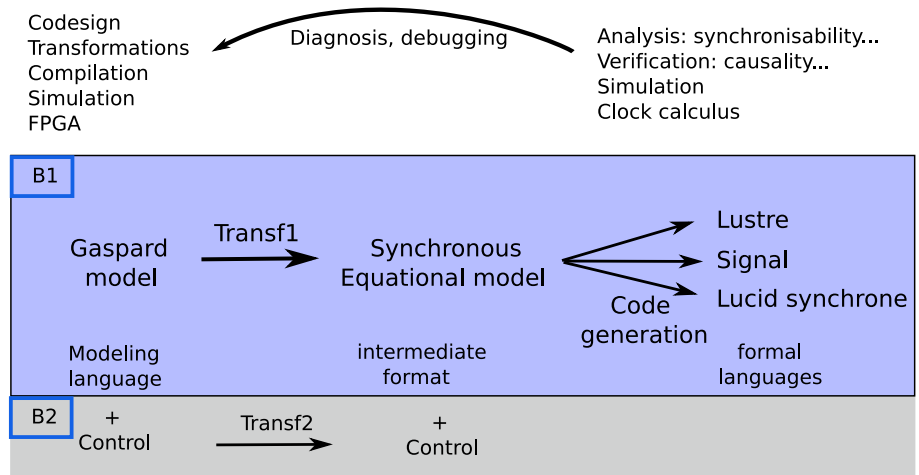 Codesign
Transformations
Compilation
Simulation
FPGA
Diagnosis, debugging
Analysis: synchronisability...
Verification: causality...
Simulation
Clock calculus
B1
Gaspard
model
Transf1
Synchronous
Equational model
Lustre
Signal
Lucid synchrone
Code
generation
Modeling
language
intermediate
format
formal
languages
B2
+
Control
Transf2
+
Control